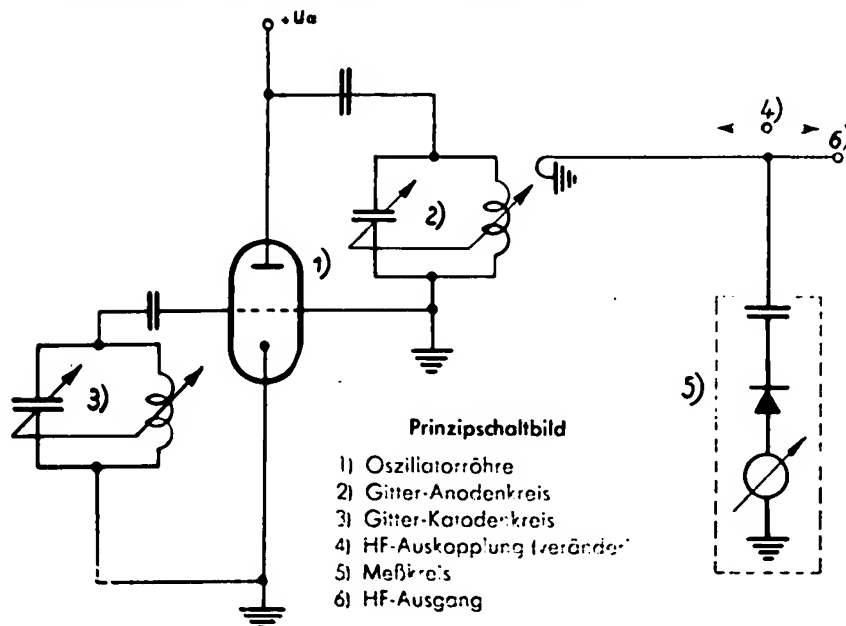 +Ua
4)
6)
2)
1)
3)
5)
Prinzipschaltbild
1) Osziliatorröhre
2) Gitter-Anodenkreis
3) Gitter-Katodenkreis
4) HF-Auskopplung
5) Meßkreis
6) HF-Ausgang